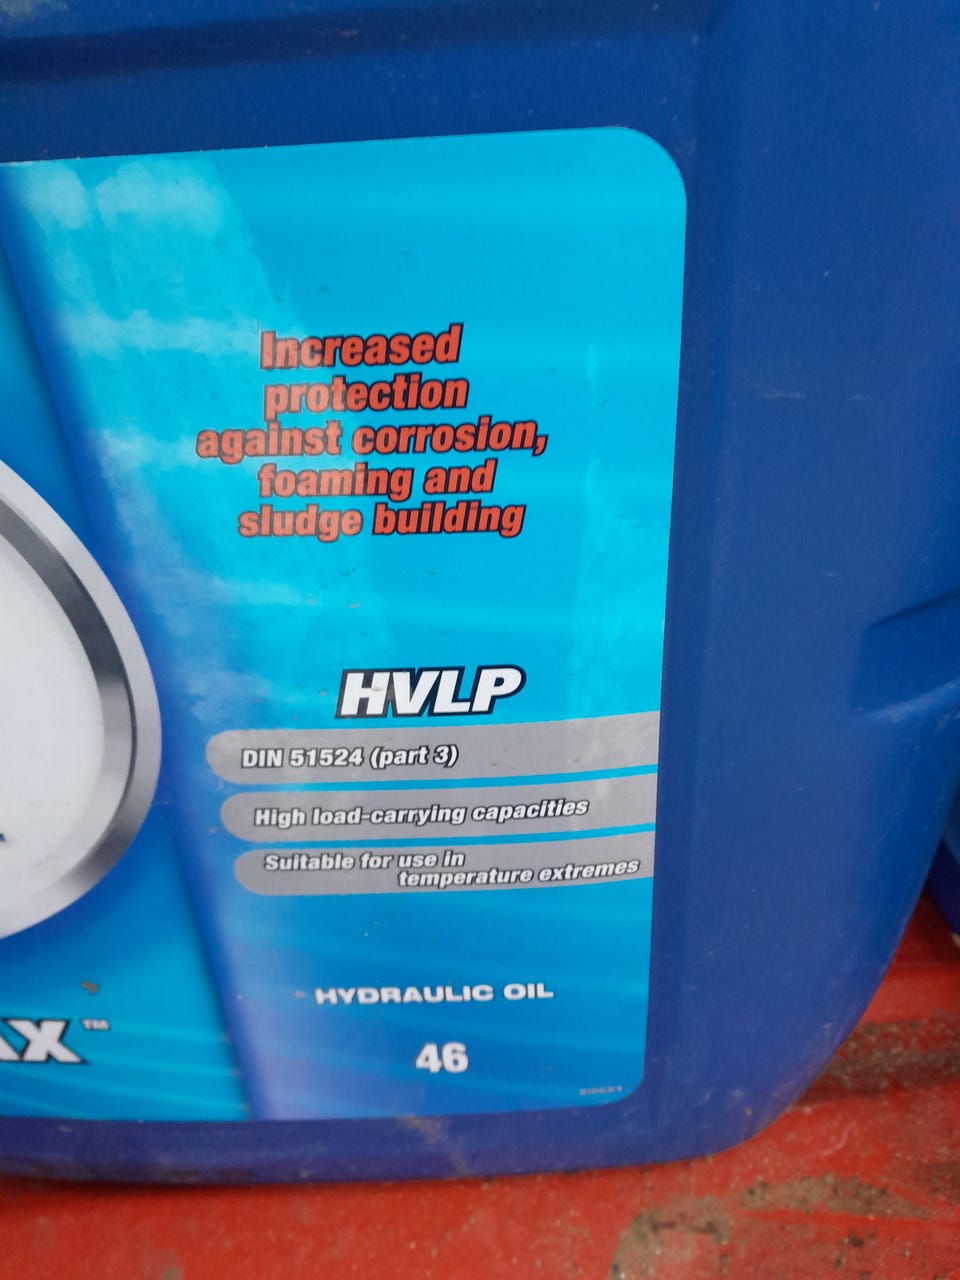 Increased
protection
against corrosion,
foaming and
sludge building
HVLP
DIN 51524 (part 3)
High load-carrying capacities
Suitable for use in
temperature extremes
HYDRAULIC OIL
46
AX™